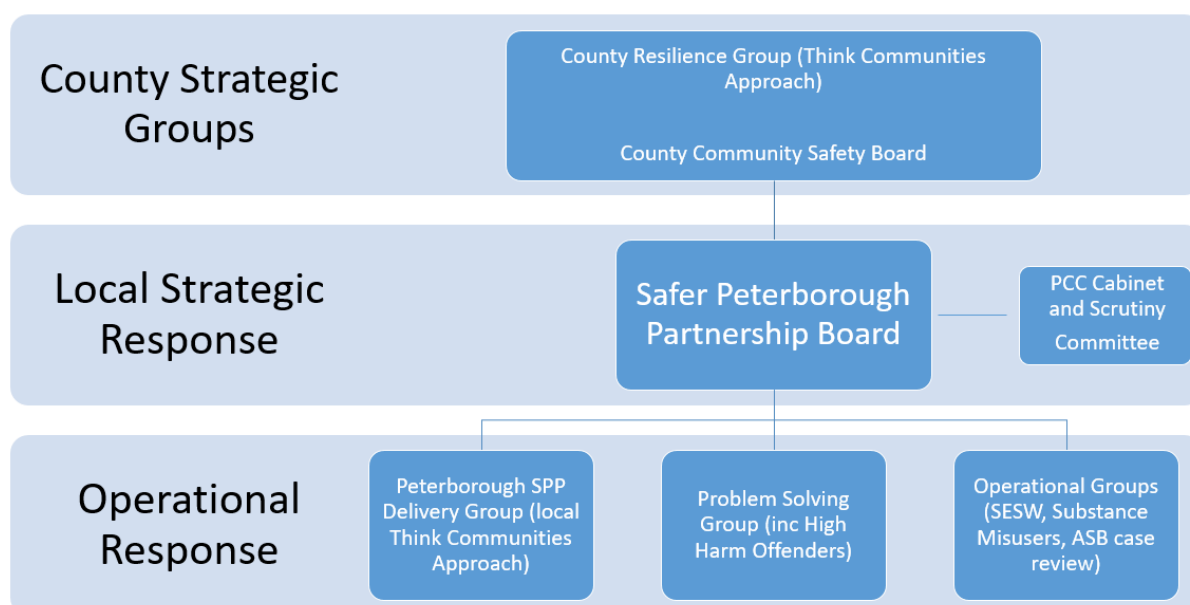 County Strategic
Groups
County Resilience Group (Think Communities
Approach)
County Community Safety Board
Local Strategic
Response
Safer Peterborough
Partnership Board
PCC Cabinet
and Scrutiny
Committee
Operational
Response
Peterborough SPP
Delivery Group (local
Think Communities
Approach)
Problem Solving
Group (inc High
Harm Offenders)
Operational Groups
(SESW, Substance
Misusers, ASB case
review)